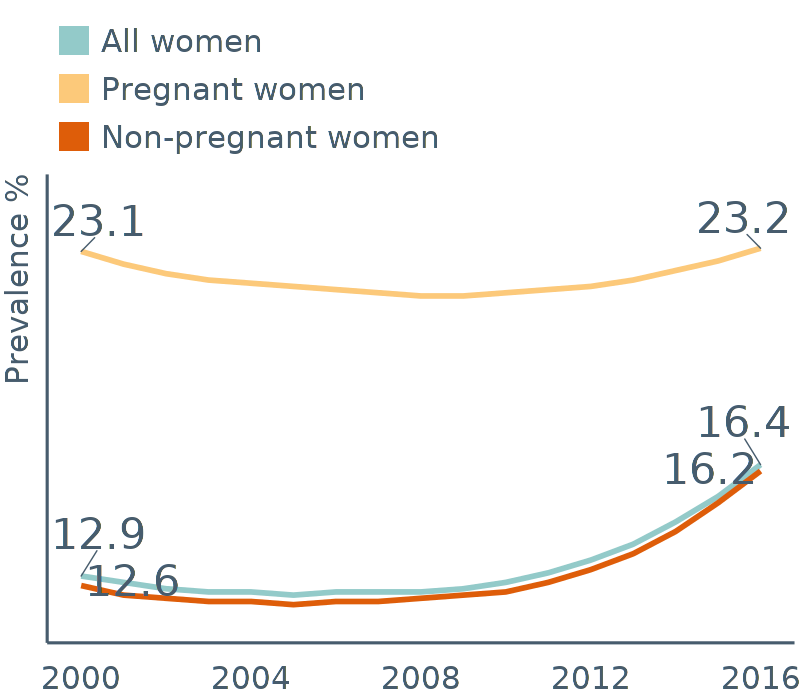 All women
Pregnant women
Non-pregnant women
Prevalence %
23.1
23.2
16.4
16.2
12.9
12.6
2000 2004 2008 2012 2016